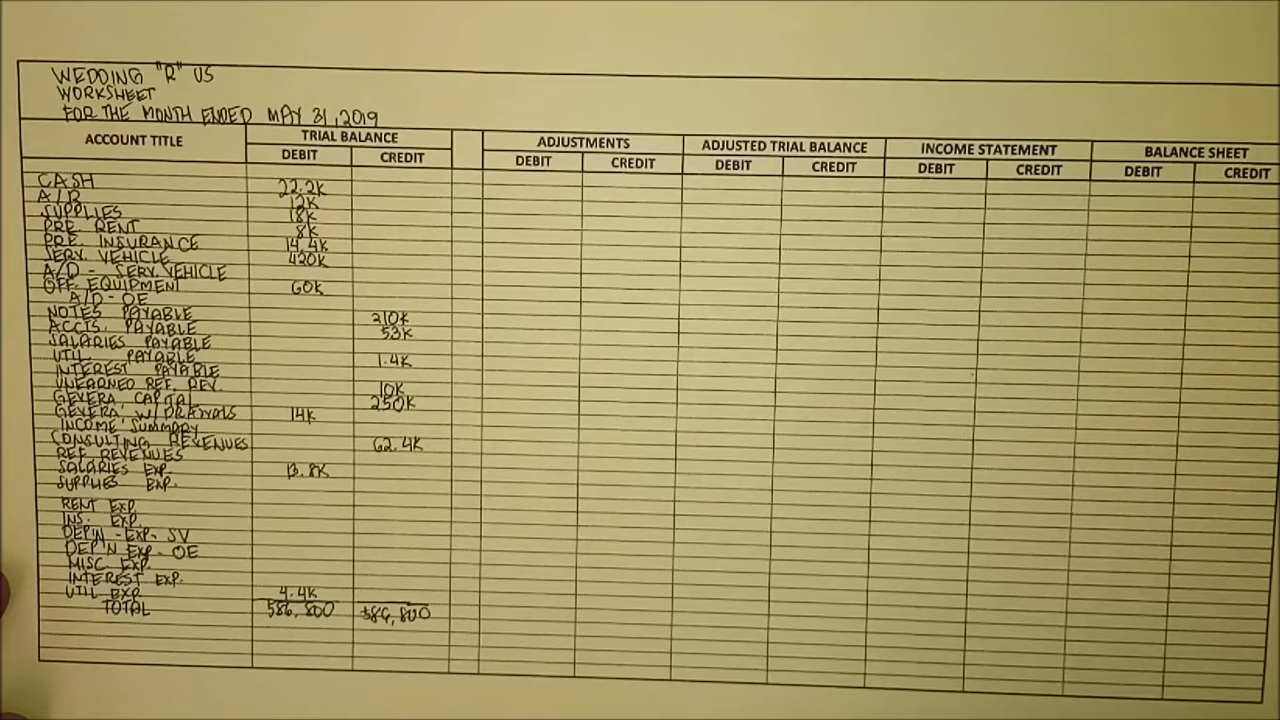 WEDDING "R" US
WORKSHEET
FOR THE MONTH ENDED MAY 31, 2019
ACCOUNT TITLE TRIAL BALANCE ADJUSTMENTS ADJUSTED TRIAL BALANCE INCOME STATEMENT BALANCE SHEET
DEBIT CREDIT DEBIT CREDIT DEBIT CREDIT DEBIT CREDIT DEBIT CREDIT
CASH 22.2K
A/R 12K
SUPPLIES 18K
PRE. RENT 8K
PRE. INSURANCE 14.4K
SERV. VEHICLE 420K
A/D - SERV. VEHICLE
OFF. EQUIPMENT 60K
A/D - OE
NOTES PAYABLE 210K
ACCTS. PAYABLE 53K
SALARIES PAYABLE
UTIL PAYABLE 1.4K
INTEREST PAYABLE
UNEARNED REF. REV. 10K
GEVERA, CAPITAL 250K
GEVERA, W/DRAWALS 14K
INCOME SUMMARY
CONSULTING REVENUES 62.4K
REF. REVENUES
SALARIES EXP. 13.8K
SUPPLIES EXP.
RENT EXP.
INS. EXP.
DEP'N - EXP - SV
DEP'N EXP - OE
MISC EXP.
INTEREST EXP.
UTIL EXP. 4.4K
TOTAL 586,800 586,800